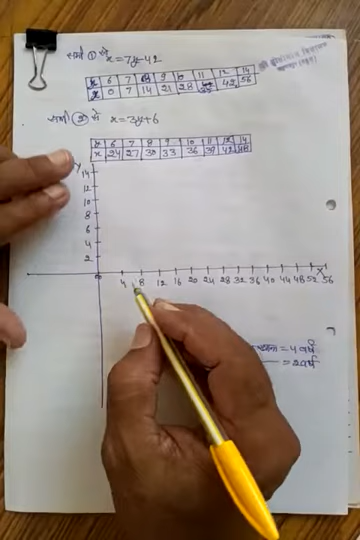 समी ① से x=7y-42
y 6 7 8 9 10 11 12 14
x 0 7 14 21 28 42 56
समी ② से x=3y+6
y 6 7 8 9 10 11 12 14
x 24 27 30 33 36 39 42
Y
14
12
10
8
6
4
2
4 8 12 16 20 24 28 32 36 40 44 48 52 56
X
= 4 वर्ष
= 2 वर्ष